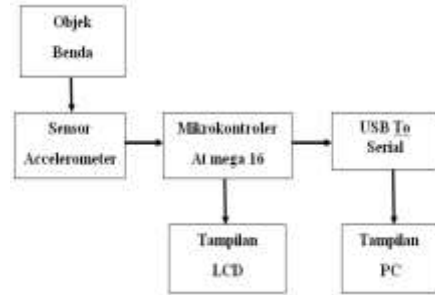 Objek
Benda
Sensor
Accelerometer
Mikrokontroler
At mega 16
USB To
Serial
Tampilan
LCD
Tampilan
PC